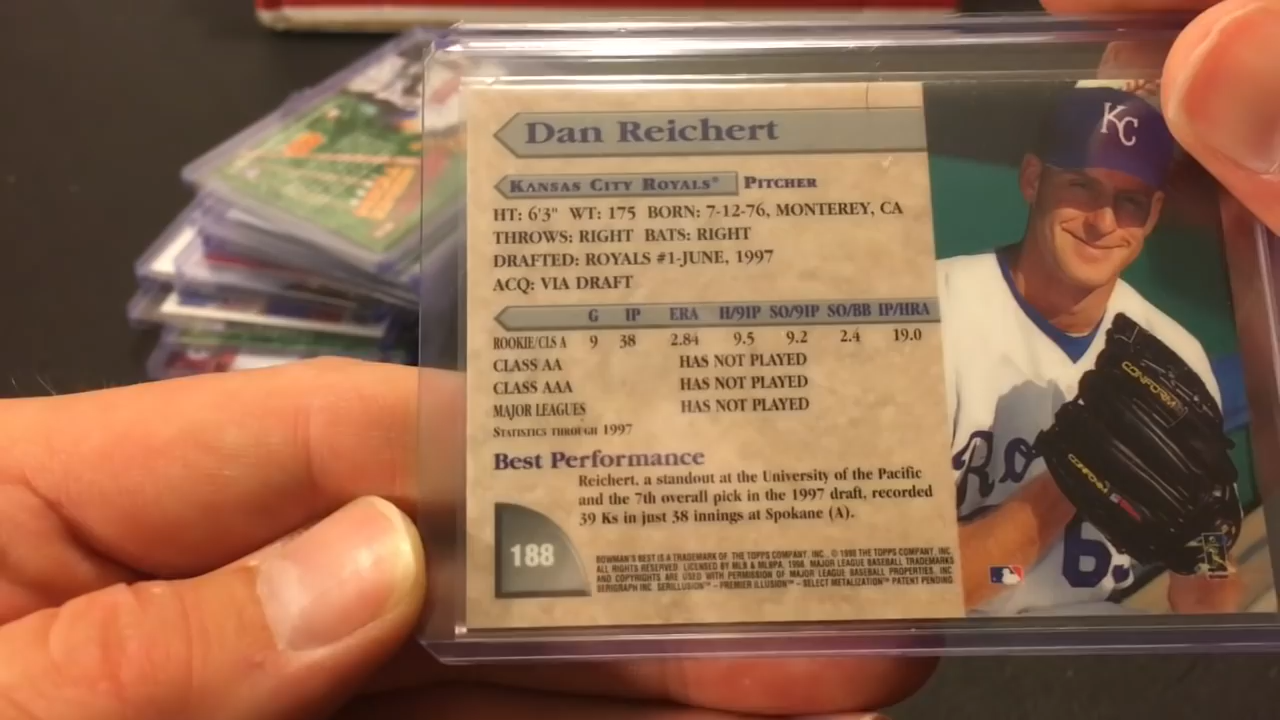 Dan Reichert
KANSAS CITY ROYALS® PITCHER
HT: 6'3" WT: 175 BORN: 7-12-76, MONTEREY, CA
THROWS: RIGHT BATS: RIGHT
DRAFTED: ROYALS #1-JUNE, 1997
ACQ: VIA DRAFT
G IP ERA H/9IP SO/9IP SO/BB IP/HRA
ROOKIE/CLS A 9 38 2.84 9.5 9.2 2.4 19.0
CLASS AA HAS NOT PLAYED
CLASS AAA HAS NOT PLAYED
MAJOR LEAGUES HAS NOT PLAYED
STATISTICS THROUGH 1997
Best Performance
Reichert, a standout at the University of the Pacific
and the 7th overall pick in the 1997 draft, recorded
39 Ks in just 38 innings at Spokane (A).
188
BOWMAN'S BEST IS A TRADEMARK OF THE TOPPS COMPANY, INC. © 1998 THE TOPPS COMPANY, INC.
ALL RIGHTS RESERVED. LICENSED BY MLB & MLBPA, 1998. MAJOR LEAGUE BASEBALL TRADEMARKS
AND COPYRIGHTS ARE USED WITH PERMISSION OF MAJOR LEAGUE BASEBALL PROPERTIES, INC.
SERIGRAPH INC. SERILLUSION™ – PREMIER ILLUSION™ – SELECT METALIZATION™ PATENT PENDING
KC
CONFORM
CONFORM
Ro
6